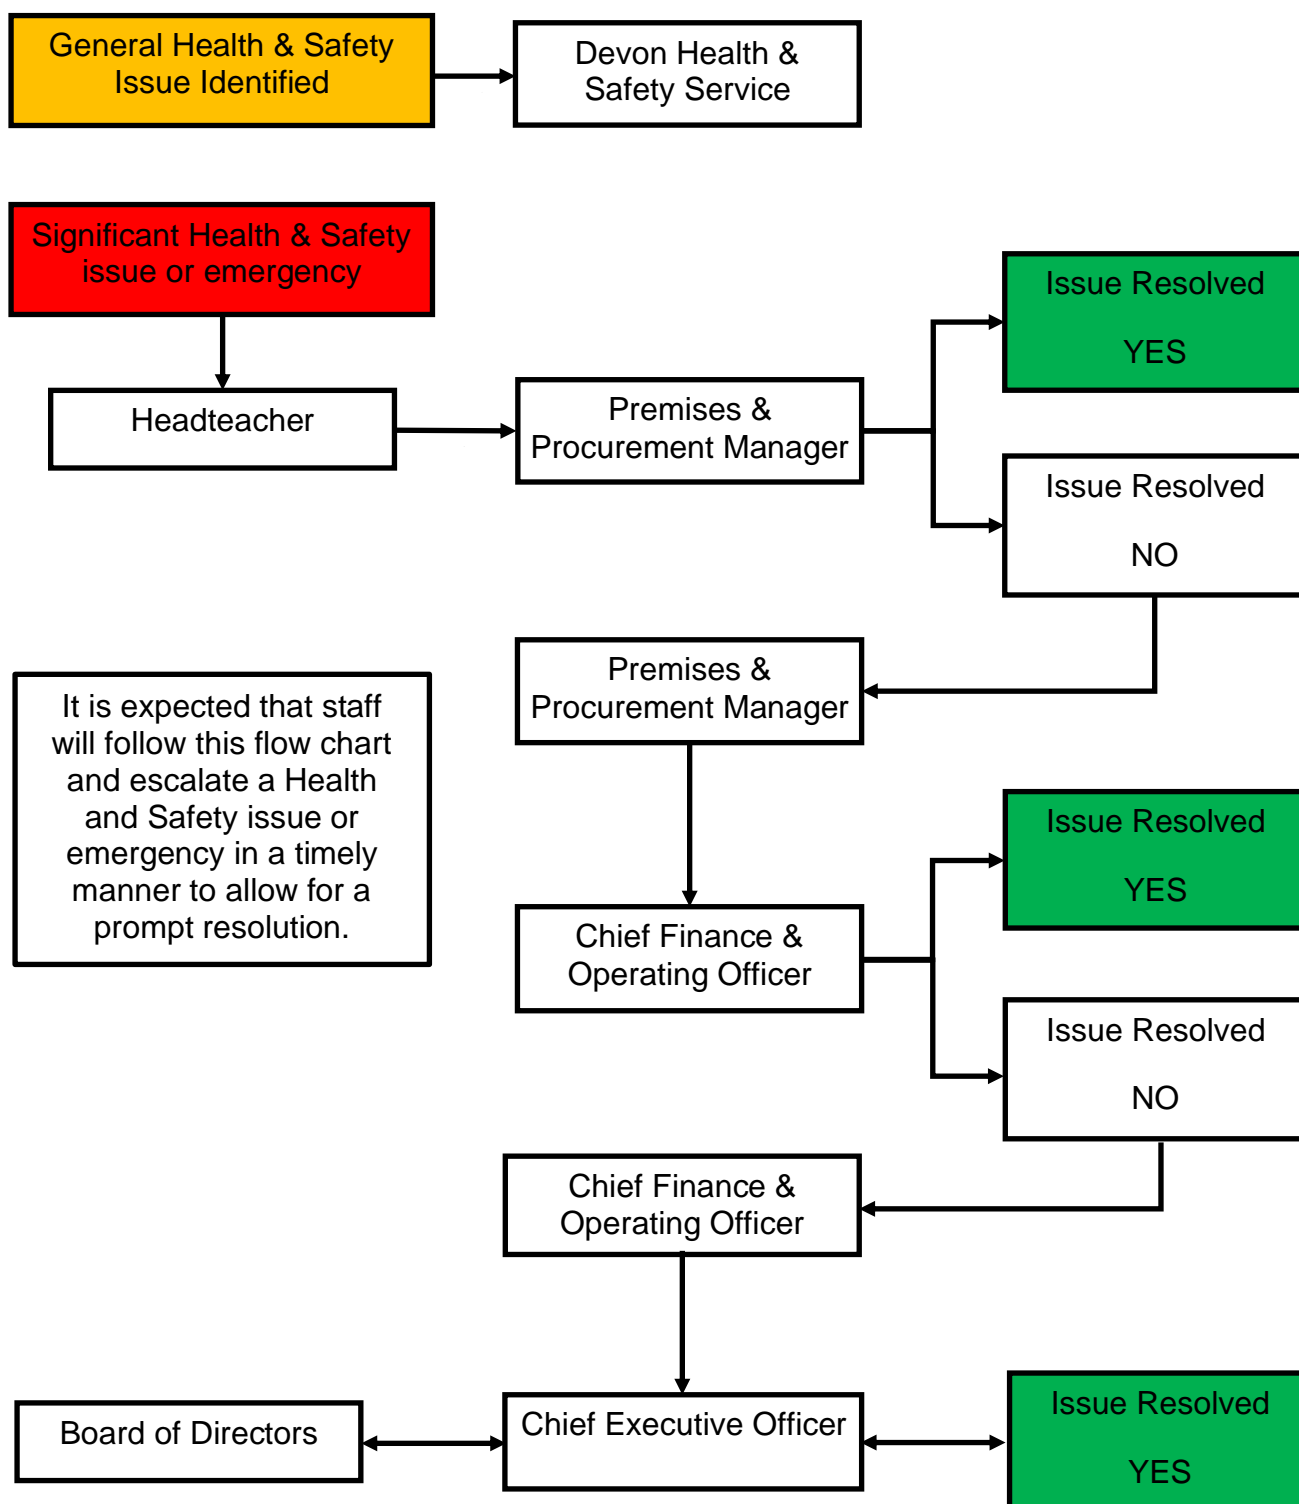 General Health & Safety
Issue Identified
Devon Health &
Safety Service
Significant Health & Safety
issue or emergency
Issue Resolved
YES
Headteacher
Premises &
Procurement Manager
Issue Resolved
NO
Premises &
Procurement Manager
It is expected that staff
will follow this flow chart
and escalate a Health
and Safety issue or
emergency in a timely
manner to allow for a
prompt resolution.
Issue Resolved
YES
Chief Finance &
Operating Officer
Issue Resolved
NO
Chief Finance &
Operating Officer
Board of Directors
Chief Executive Officer
Issue Resolved
YES